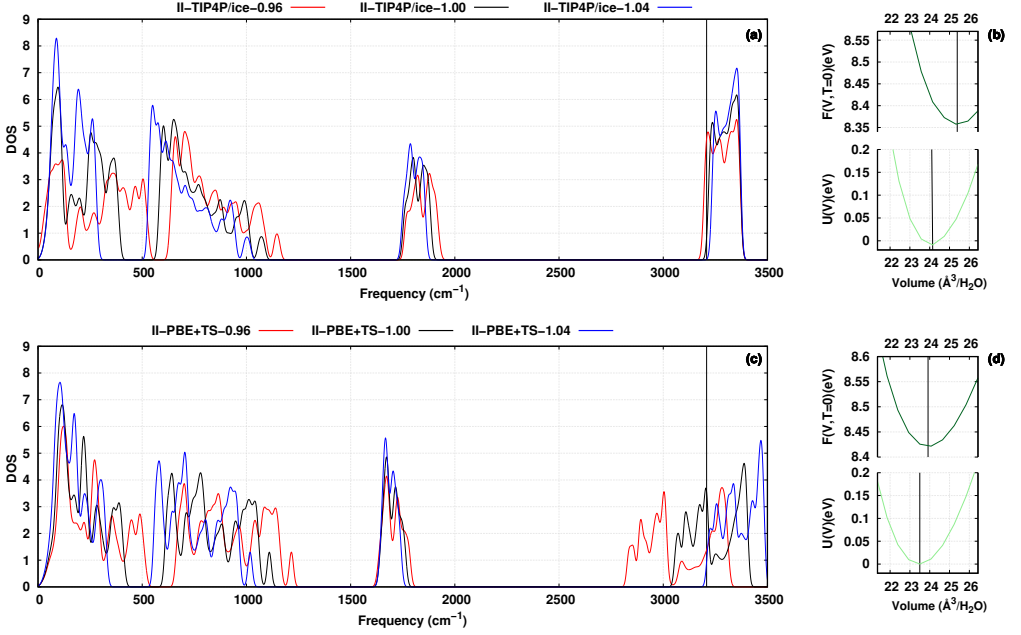 II−TIP4P/ice−0.96 II−TIP4P/ice−1.00 II−TIP4P/ice−1.04
9
8
7
6
5
4
3
2
1
0
DOS
(a)
0 500 1000 1500 2000 2500 3000 3500
Frequency (cm−1)
22 23 24 25 26
(b)
8.55
8.5
8.45
8.4
8.35
F(V,T=0)(eV)
0.2
0.15
0.1
0.05
0
U(V)(eV)
22 23 24 25 26
Volume (Å3/H2O)
II−PBE+TS−0.96 II−PBE+TS−1.00 II−PBE+TS−1.04
9
8
7
6
5
4
3
2
1
0
DOS
(c)
0 500 1000 1500 2000 2500 3000 3500
Frequency (cm−1)
22 23 24 25 26
(d)
8.6
8.55
8.5
8.45
8.4
F(V,T=0)(eV)
0.2
0.15
0.1
0.05
0
U(V)(eV)
22 23 24 25 26
Volume (Å3/H2O)